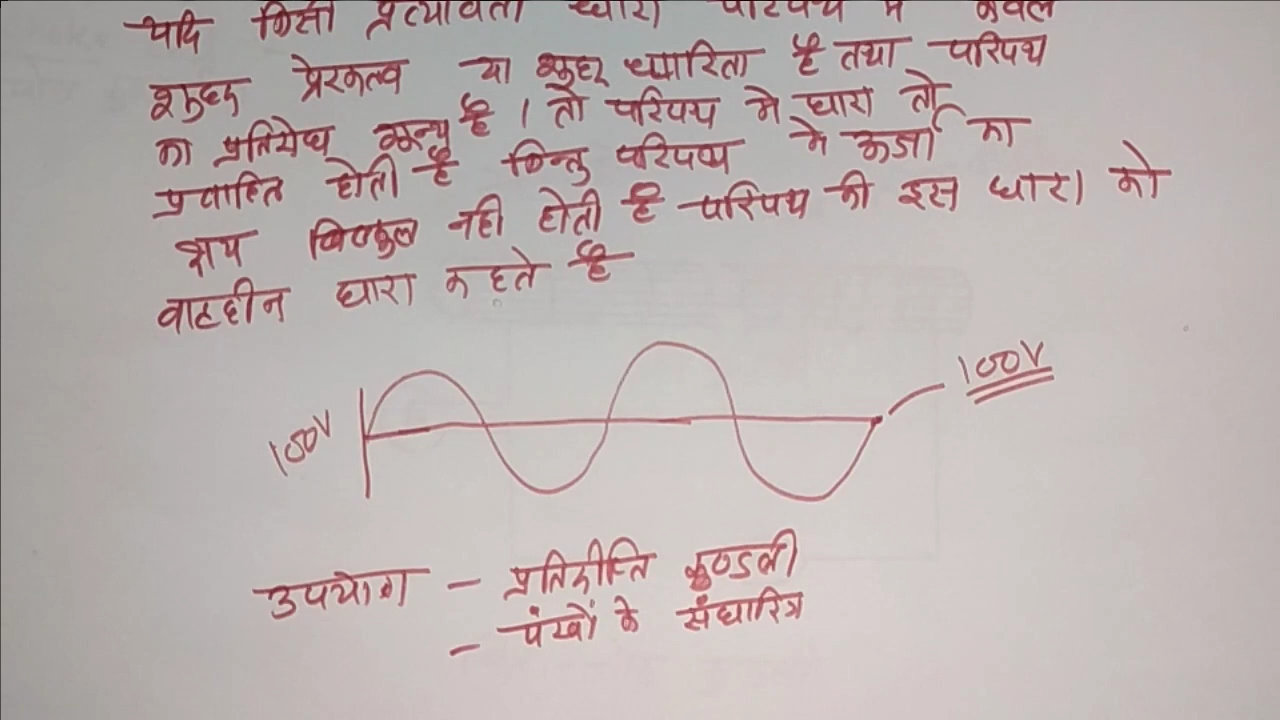 यदि किसी प्रत्यावर्ती धारा परिपथ मे केवल
शुद्ध प्रेरकत्व या शुद्ध धारिता है तथा परिपथ
का प्रतिरोध शून्य है । तो परिपथ मे धारा तो
प्रवाहित होती है किन्तु परिपथ मे ऊर्जा का
क्षय बिल्कुल नही होती है परिपथ की इस धारा को
वाटहीन धारा कहते है
100V
100V
उपयोग - प्रतिदीप्ति कुण्डली
- पंखों के संधारित्र